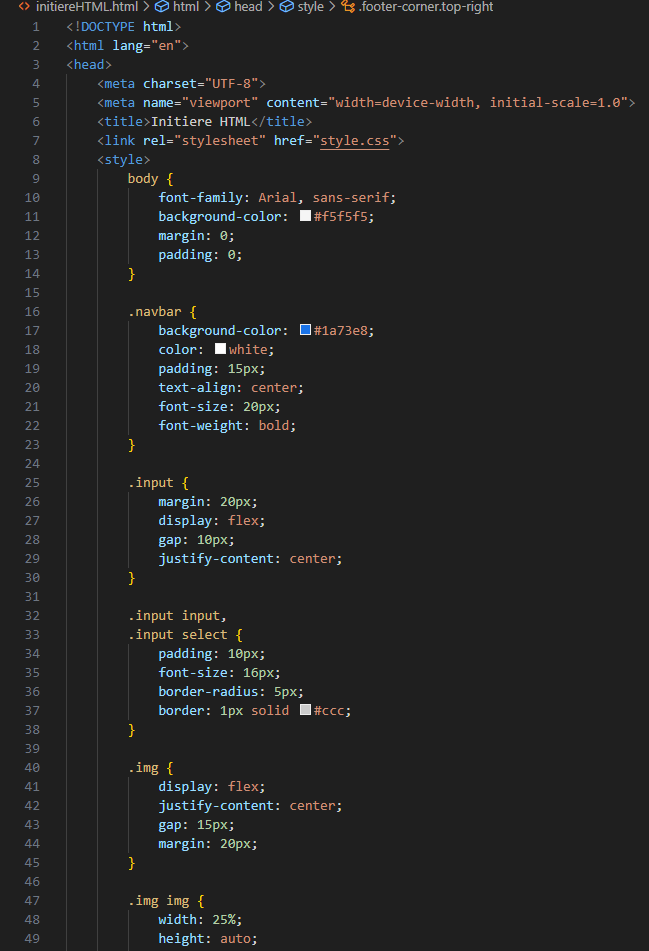 initiereHTML.html > html > head > style > .footer-corner.top-right
1 <!DOCTYPE html>
2 <html lang="en">
3 <head>
4     <meta charset="UTF-8">
5     <meta name="viewport" content="width=device-width, initial-scale=1.0">
6     <title>Initiere HTML</title>
7     <link rel="stylesheet" href="style.css">
8     <style>
9         body {
10             font-family: Arial, sans-serif;
11             background-color: #f5f5f5;
12             margin: 0;
13             padding: 0;
14         }
15
16         .navbar {
17             background-color: #1a73e8;
18             color: white;
19             padding: 15px;
20             text-align: center;
21             font-size: 20px;
22             font-weight: bold;
23         }
24
25         .input {
26             margin: 20px;
27             display: flex;
28             gap: 10px;
29             justify-content: center;
30         }
31
32         .input input,
33         .input select {
34             padding: 10px;
35             font-size: 16px;
36             border-radius: 5px;
37             border: 1px solid #ccc;
38         }
39
40         .img {
41             display: flex;
42             justify-content: center;
43             gap: 15px;
44             margin: 20px;
45         }
46
47         .img img {
48             width: 25%;
49             height: auto;